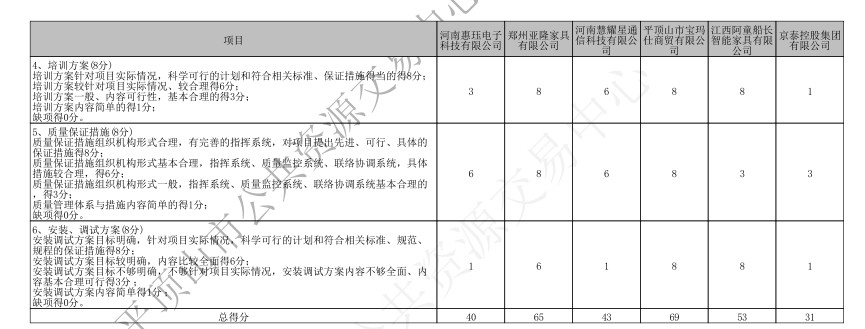 项目
河南惠珏电子科技有限公司
郑州亚隆家具有限公司
河南慧耀星通信科技有限公司
平顶山市宝玛仕商贸有限公司
江西阿童船长智能家具有限公司
京泰控股集团有限公司
4、培训方案(8分)
培训方案针对项目实际情况，科学可行的计划和符合相关标准、保证措施得当的得8分；
培训方案较针对项目实际情况、较合理得6分；
培训方案一般、内容可行性，基本合理的得3分；
培训方案内容简单的得1分；
缺项得0分。
3 8 6 8 8 1
5、质量保证措施(8分)
质量保证措施组织机构形式合理，有完善的指挥系统，对项目提出先进、可行、具体的
保证措施得8分；
质量保证措施组织机构形式基本合理，指挥系统、质量监控系统、联络协调系统，具体
措施较合理，得6分；
质量保证措施组织机构形式一般，指挥系统、质量监控系统、联络协调系统基本合理的
，得3分；
质量管理体系与措施内容简单的得1分；
缺项得0分。
6 8 6 8 3 3
6、安装、调试方案(8分)
安装调试方案目标明确，针对项目实际情况，科学可行的计划和符合相关标准、规范、
规程的保证措施得8分；
安装调试方案目标较明确，内容比较全面得6分；
安装调试方案目标不够明确，不够针对项目实际情况，安装调试方案内容不够全面、内
容基本合理可行得3分；
安装调试方案内容简单得1分；
缺项得0分。
1 6 1 8 8 1
总得分 40 65 43 69 53 31
平顶山市公共资源交易中心
公共资源交易中心